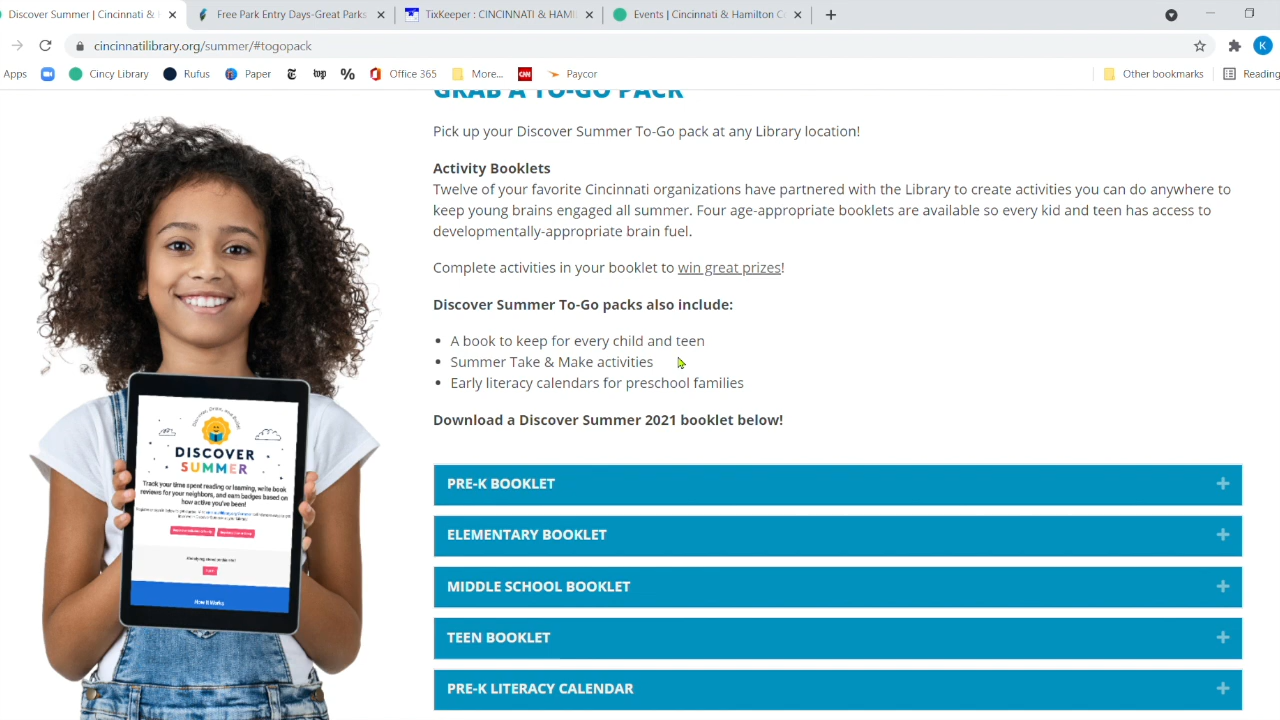 Discover Summer | Cincinnati &
Free Park Entry Days-Great Parks
TixKeeper : CINCINNATI & HAMI
Events | Cincinnati & Hamilton C
cincinnatilibrary.org/summer/#togopack
K
Apps
Cincy Library
Rufus
Paper
Office 365
More...
CNN
Paycor
Other bookmarks
Reading
GRAB A TO-GO PACK
Pick up your Discover Summer To-Go pack at any Library location!
Activity Booklets
Twelve of your favorite Cincinnati organizations have partnered with the Library to create activities you can do anywhere to
keep young brains engaged all summer. Four age-appropriate booklets are available so every kid and teen has access to
developmentally-appropriate brain fuel.
Complete activities in your booklet to win great prizes!
Discover Summer To-Go packs also include:
• A book to keep for every child and teen
• Summer Take & Make activities
• Early literacy calendars for preschool families
Download a Discover Summer 2021 booklet below!
PRE-K BOOKLET +
ELEMENTARY BOOKLET +
MIDDLE SCHOOL BOOKLET +
TEEN BOOKLET +
PRE-K LITERACY CALENDAR +
DISCOVER
SUMMER
Track your time spent reading or learning, write book
reviews for your neighbors, and earn badges based on
how active you've been!
How It Works